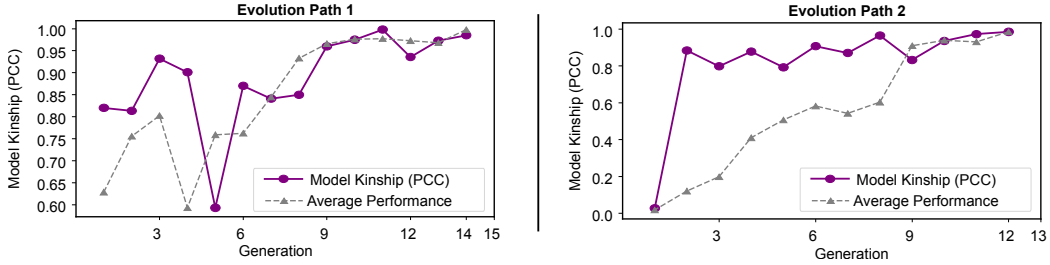 Evolution Path 1
Model Kinship (PCC)
1.00
0.95
0.90
0.85
0.80
0.75
0.70
0.65
0.60
Model Kinship (PCC)
Average Performance
3
6
9
12
14
15
Generation
Evolution Path 2
Model Kinship (PCC)
1.0
0.8
0.6
0.4
0.2
0.0
Model Kinship (PCC)
Average Performance
3
6
9
12
13
Generation